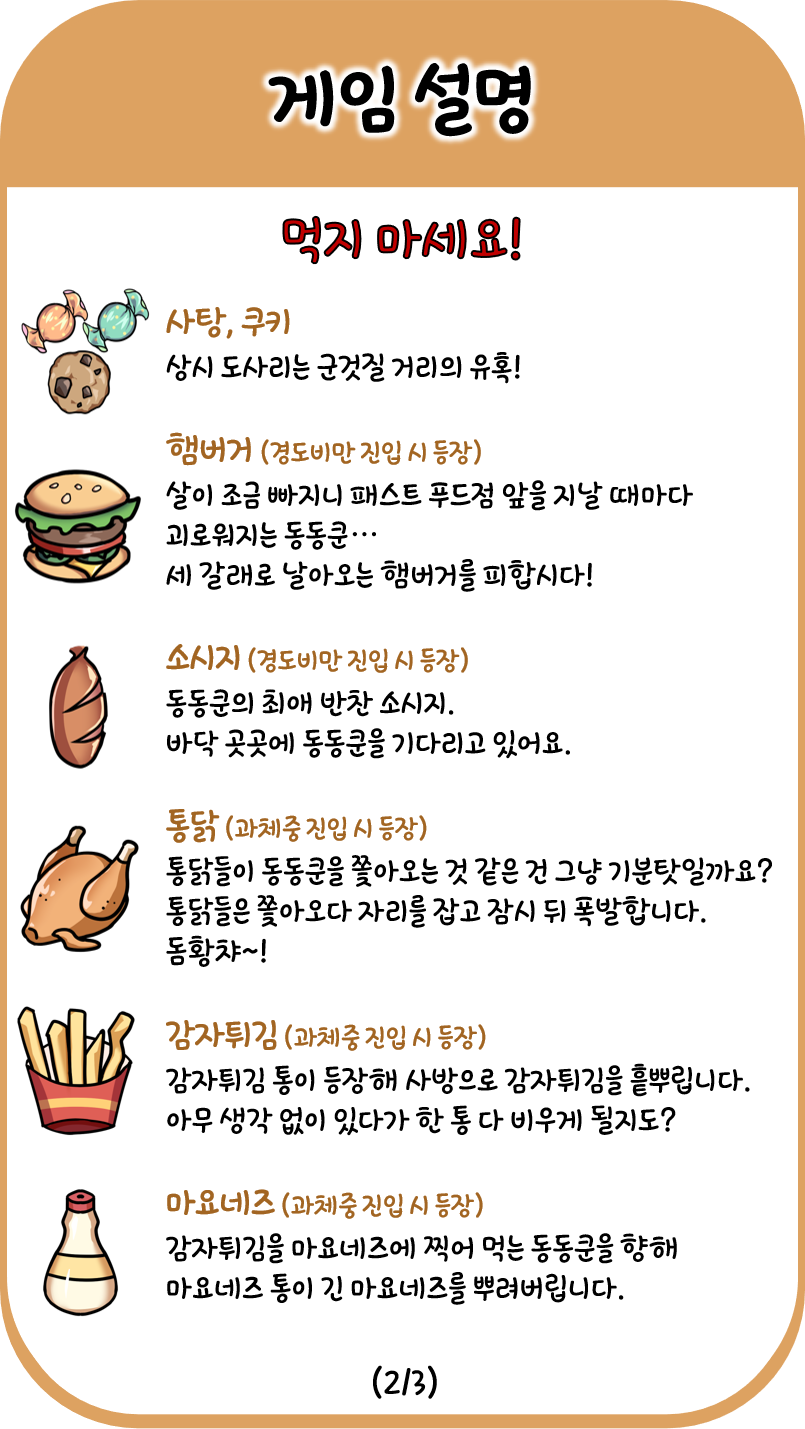 게임 설명
먹지 마세요!
사탕, 쿠키
상시 도사리는 군것질 거리의 유혹!
햄버거 (경도비만 진입 시 등장)
살이 조금 빠지니 패스트 푸드점 앞을 지날 때마다
괴로워지는 동동쿤…
세 갈래로 날아오는 햄버거를 피합시다!
소시지 (경도비만 진입 시 등장)
동동쿤의 최애 반찬 소시지.
바닥 곳곳에 동동쿤을 기다리고 있어요.
통닭 (과체중 진입 시 등장)
통닭들이 동동쿤을 쫓아오는 것 같은 건 그냥 기분탓일까요?
통닭들은 쫓아오다 자리를 잡고 잠시 뒤 폭발합니다.
돔황챠~!
감자튀김 (과체중 진입 시 등장)
감자튀김 통이 등장해 사방으로 감자튀김을 흩뿌립니다.
아무 생각 없이 있다가 한 통 다 비우게 될지도?
마요네즈 (과체중 진입 시 등장)
감자튀김을 마요네즈에 찍어 먹는 동동쿤을 향해
마요네즈 통이 긴 마요네즈를 뿌려버립니다.
(2/3)